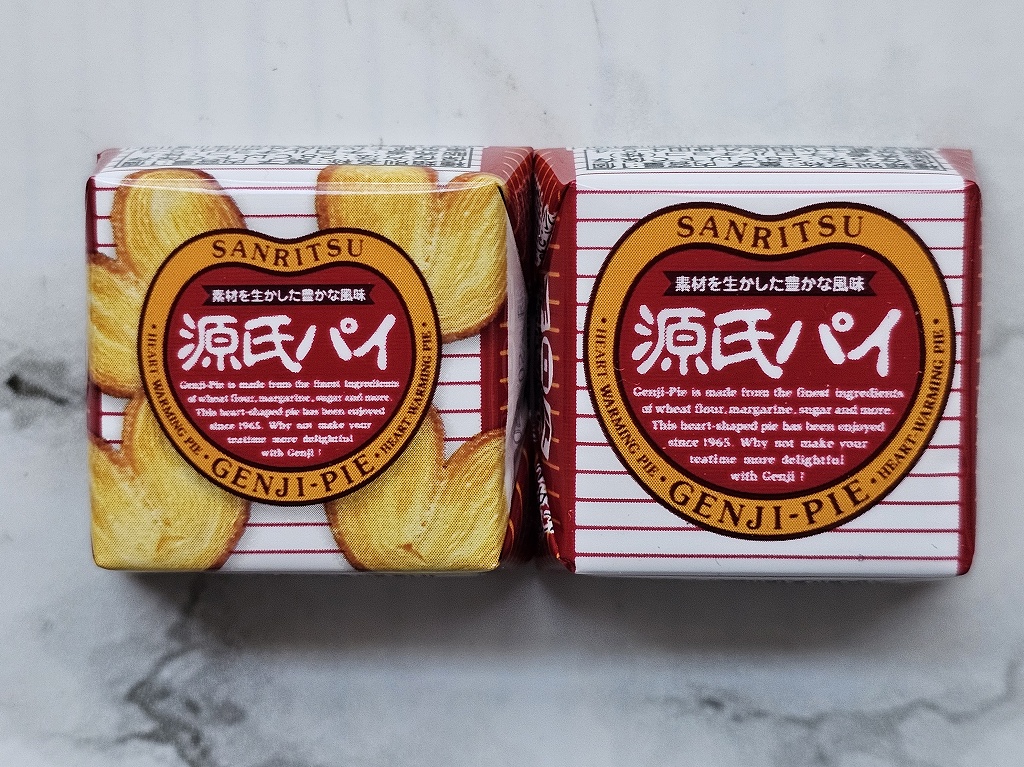 SANRITSU
素材を生かした豊かな風味
源氏パイ
Genji-Pie is made from the finest ingredients
of wheat flour, margarine, sugar and more.
This heart-shaped pie has been enjoyed
since 1965. Why not make your
teatime more delightful
with Genji !
・HEART WARMING PIE・GENJI-PIE・HEART-WARMING PIE・
SANRITSU
素材を生かした豊かな風味
源氏パイ
Genji-Pie is made from the finest ingredients
of wheat flour, margarine, sugar and more.
This heart-shaped pie has been enjoyed
since 1965. Why not make your
teatime more delightful
with Genji !
・HEART WARMING PIE・GENJI-PIE・HEART-WARMING PIE・